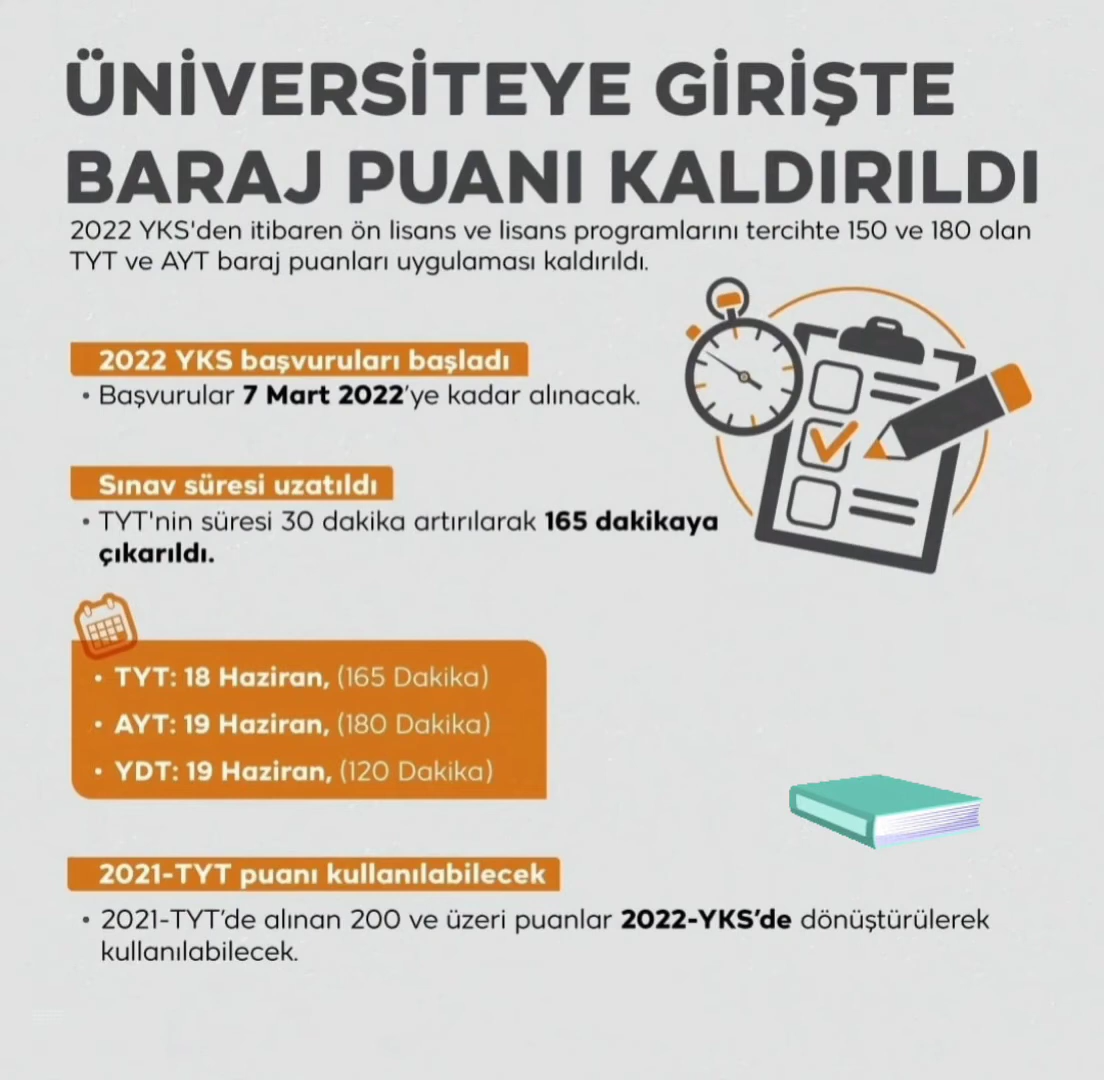 ÜNİVERSİTEYE GİRİŞTE
BARAJ PUANI KALDIRILDI
2022 YKS'den itibaren ön lisans ve lisans programlarını tercihte 150 ve 180 olan
TYT ve AYT baraj puanları uygulaması kaldırıldı.
2022 YKS başvuruları başladı
• Başvurular 7 Mart 2022'ye kadar alınacak.
Sınav süresi uzatıldı
• TYT'nin süresi 30 dakika artırılarak 165 dakikaya
çıkarıldı.
• TYT: 18 Haziran, (165 Dakika)
• AYT: 19 Haziran, (180 Dakika)
• YDT: 19 Haziran, (120 Dakika)
2021-TYT puanı kullanılabilecek
• 2021-TYT'de alınan 200 ve üzeri puanlar 2022-YKS'de dönüştürülerek
kullanılabilecek.